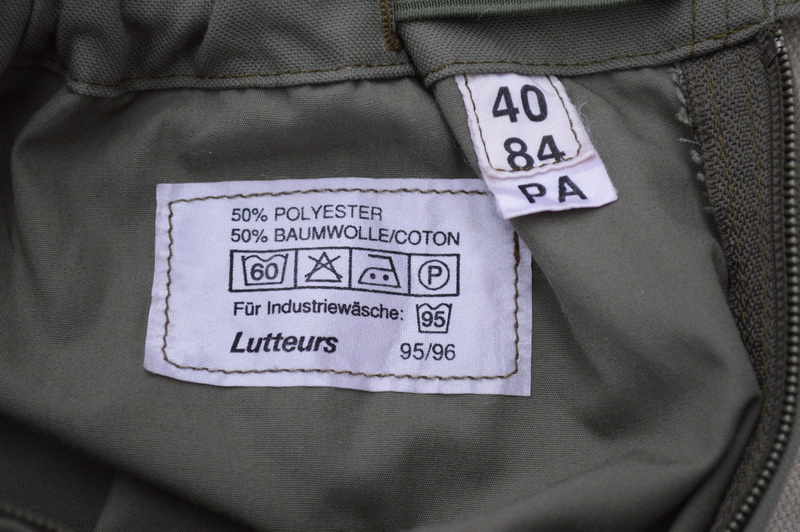 40
84
PA
50% POLYESTER
50% BAUMWOLLE/COTON
60 P
Für Industriewäsche: 95
Lutteurs 95/96